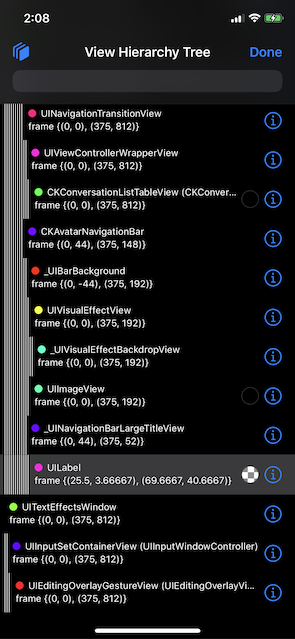 2:08
View Hierarchy Tree
Done
UINavigationTransitionView
frame {(0, 0), (375, 812)}
UIViewControllerWrapperView
frame {(0, 0), (375, 812)}
CKConversationListTableView (CKConver...
frame {(0, 0), (375, 812)}
CKAvatarNavigationBar
frame {(0, 44), (375, 148)}
_UIBarBackground
frame {(0, -44), (375, 192)}
UIVisualEffectView
frame {(0, 0), (375, 192)}
_UIVisualEffectBackdropView
frame {(0, 0), (375, 192)}
UIImageView
frame {(0, 0), (375, 192)}
_UINavigationBarLargeTitleView
frame {(0, 44), (375, 52)}
UILabel
frame {(25.5, 3.66667), (69.6667, 40.6667)}
UITextEffectsWindow
frame {(0, 0), (375, 812)}
UIInputSetContainerView (UIInputWindowController)
frame {(0, 0), (375, 812)}
UIEditingOverlayGestureView (UIEditingOverlayVi...
frame {(0, 0), (375, 812)}